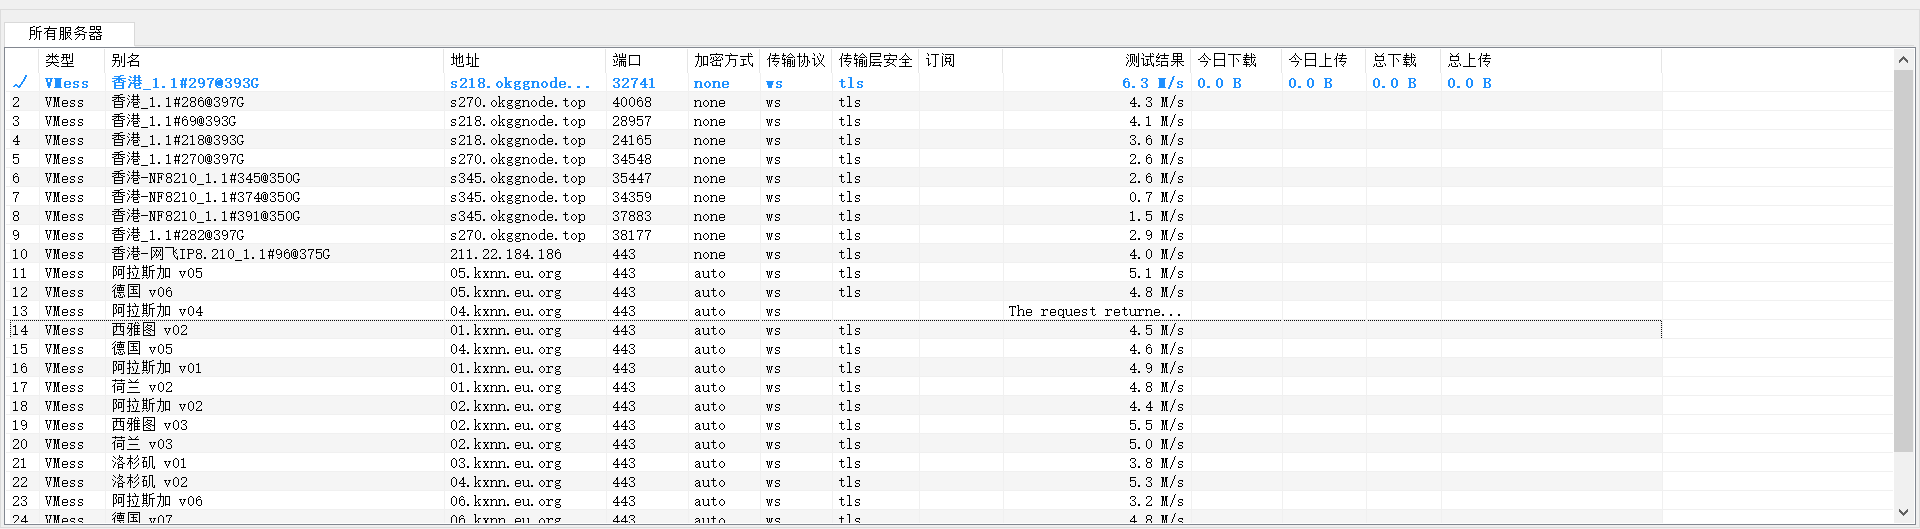 所有服务器
类型 别名 地址 端口 加密方式 传输协议 传输层安全 订阅 测试结果 今日下载 今日上传 总下载 总上传
✓ VMess 香港_1.1#297@393G s218.okggnode... 32741 none ws tls 6.3 M/s 0.0 B 0.0 B 0.0 B 0.0 B
2 VMess 香港_1.1#286@397G s270.okggnode.top 40068 none ws tls 4.3 M/s
3 VMess 香港_1.1#69@393G s218.okggnode.top 28957 none ws tls 4.1 M/s
4 VMess 香港_1.1#218@393G s218.okggnode.top 24165 none ws tls 3.6 M/s
5 VMess 香港_1.1#270@397G s270.okggnode.top 34548 none ws tls 2.6 M/s
6 VMess 香港-NF8210_1.1#345@350G s345.okggnode.top 35447 none ws tls 2.6 M/s
7 VMess 香港-NF8210_1.1#374@350G s345.okggnode.top 34359 none ws tls 0.7 M/s
8 VMess 香港-NF8210_1.1#391@350G s345.okggnode.top 37883 none ws tls 1.5 M/s
9 VMess 香港_1.1#282@397G s270.okggnode.top 38177 none ws tls 2.9 M/s
10 VMess 香港-网飞IP8.210_1.1#96@375G 211.22.184.186 443 none ws tls 4.0 M/s
11 VMess 阿拉斯加 v05 05.kxnn.eu.org 443 auto ws tls 5.1 M/s
12 VMess 德国 v06 05.kxnn.eu.org 443 auto ws tls 4.8 M/s
13 VMess 阿拉斯加 v04 04.kxnn.eu.org 443 auto ws The request returne...
14 VMess 西雅图 v02 01.kxnn.eu.org 443 auto ws tls 4.5 M/s
15 VMess 德国 v05 04.kxnn.eu.org 443 auto ws tls 4.6 M/s
16 VMess 阿拉斯加 v01 01.kxnn.eu.org 443 auto ws tls 4.9 M/s
17 VMess 荷兰 v02 01.kxnn.eu.org 443 auto ws tls 4.8 M/s
18 VMess 阿拉斯加 v02 02.kxnn.eu.org 443 auto ws tls 4.4 M/s
19 VMess 西雅图 v03 02.kxnn.eu.org 443 auto ws tls 5.5 M/s
20 VMess 荷兰 v03 02.kxnn.eu.org 443 auto ws tls 5.0 M/s
21 VMess 洛杉矶 v01 03.kxnn.eu.org 443 auto ws tls 3.8 M/s
22 VMess 洛杉矶 v02 04.kxnn.eu.org 443 auto ws tls 5.3 M/s
23 VMess 阿拉斯加 v06 06.kxnn.eu.org 443 auto ws tls 3.2 M/s
24 VMess 德国 v07 06.kxnn.eu.org 443 auto ws tls 4.8 M/s